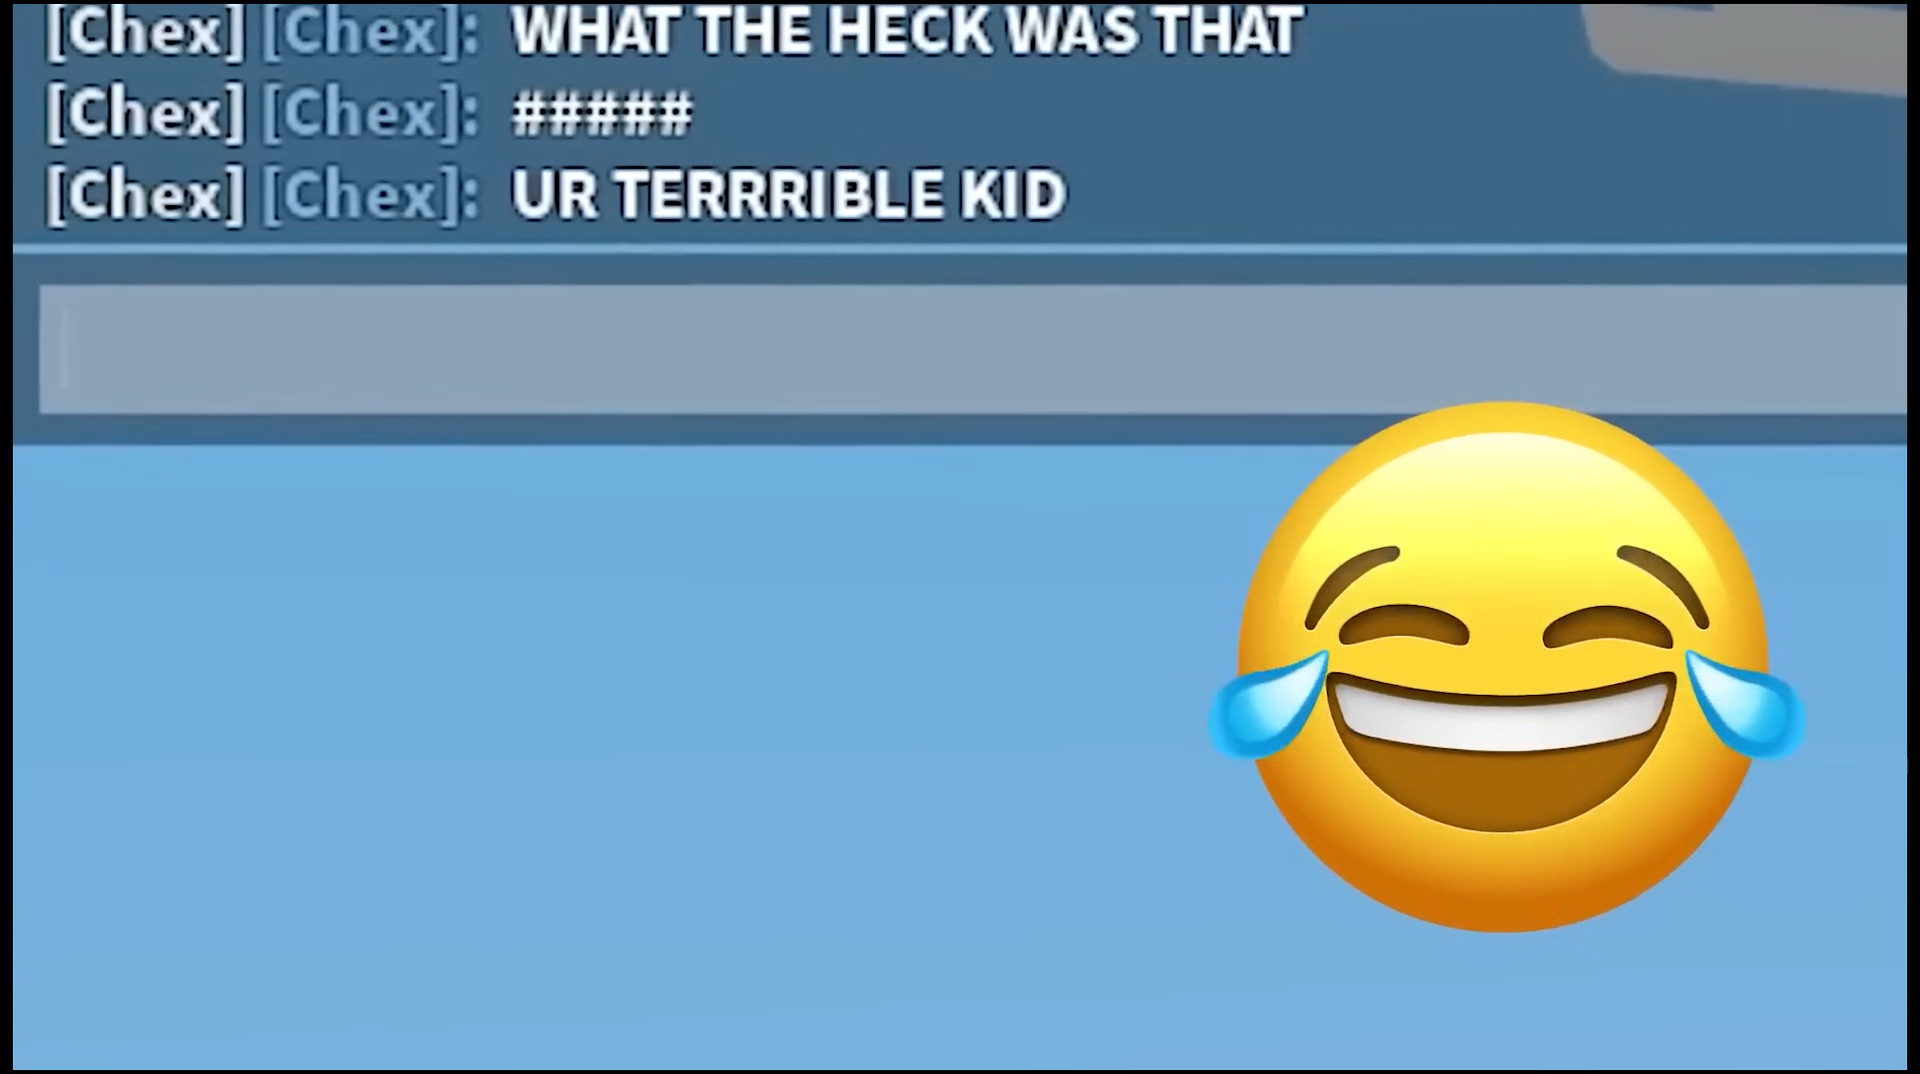 [Chex] [Chex]: WHAT THE HECK WAS THAT
[Chex] [Chex]: #####
[Chex] [Chex]: UR TERRRIBLE KID